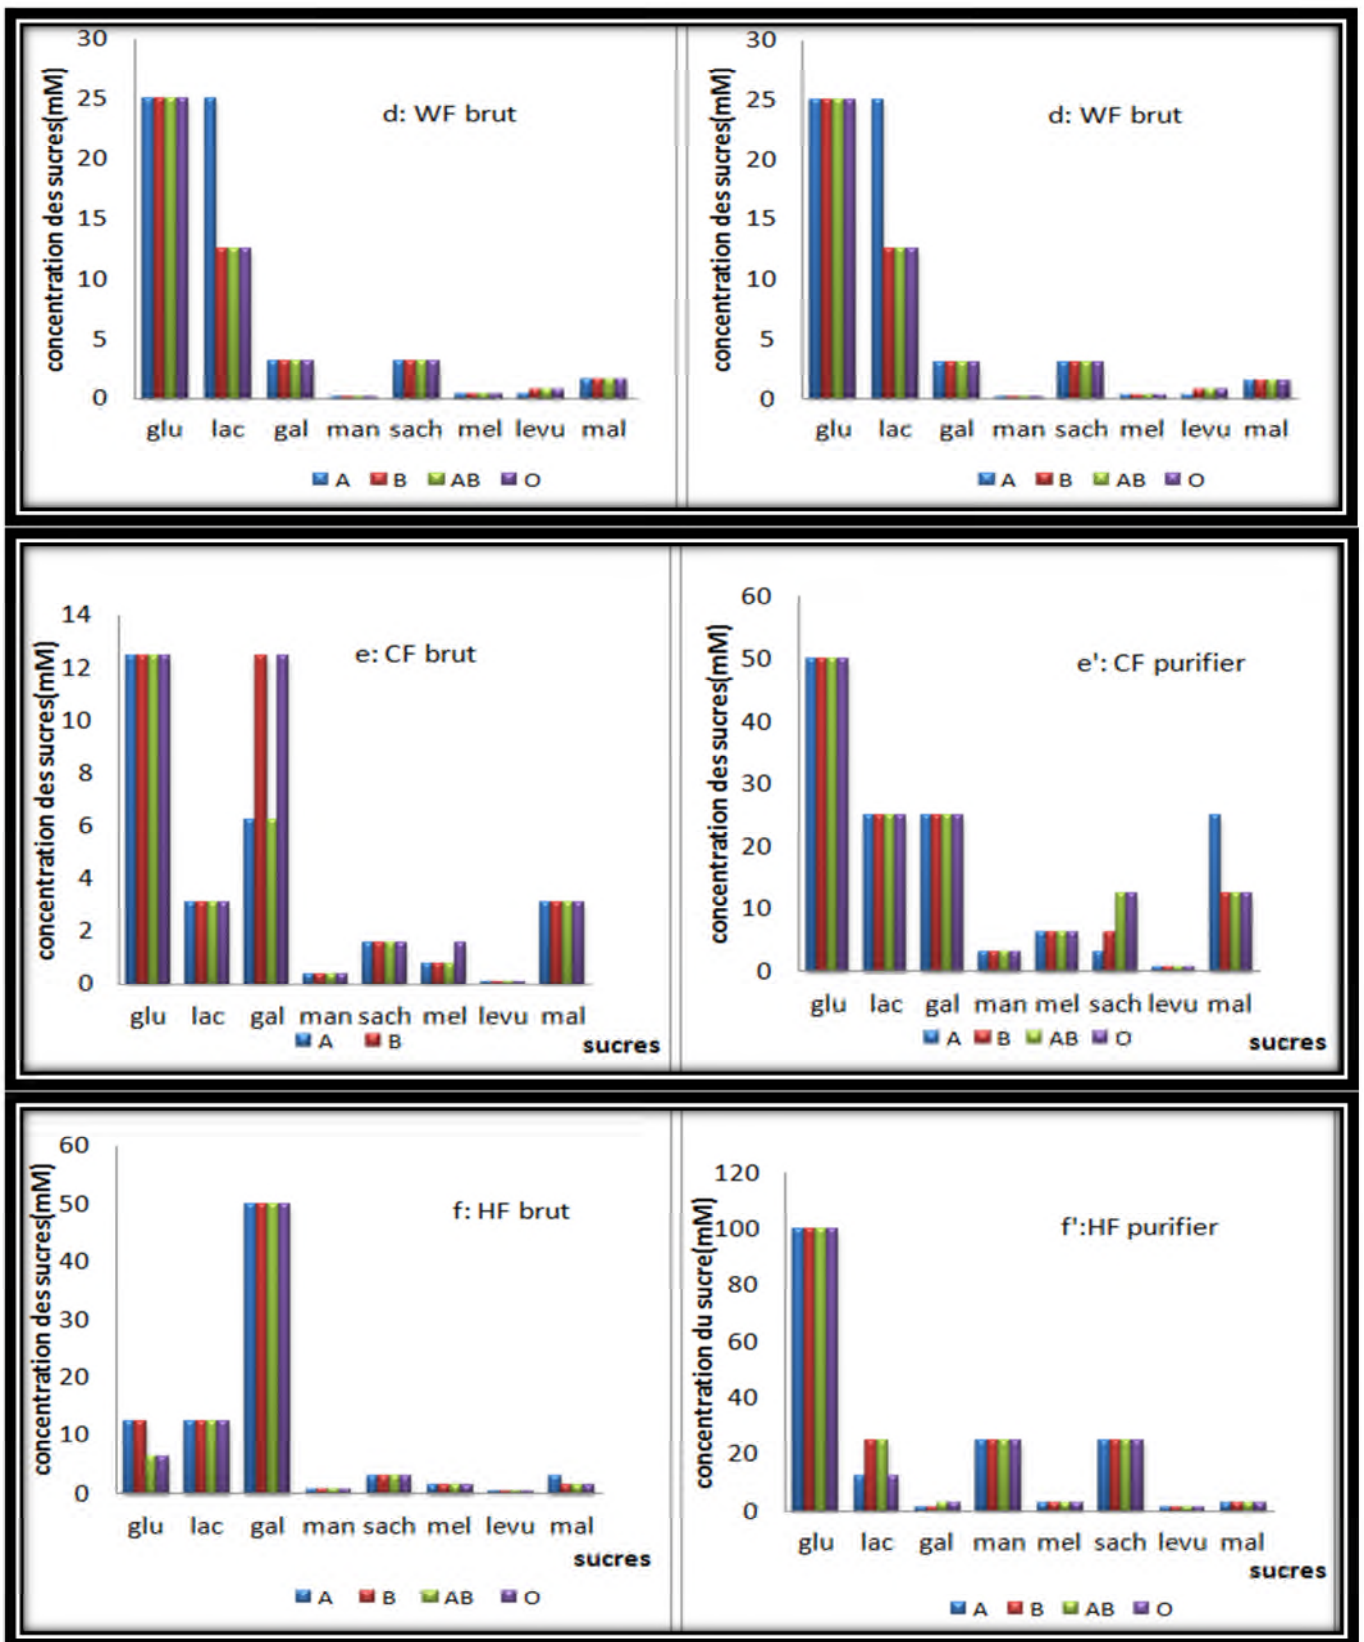 concentration des sucres(mM)
30
25
20
15
10
5
0
d: WF brut
glu lac gal man sach mel levu mal
A B AB O
concentration des sucres(mM)
30
25
20
15
10
5
0
d: WF brut
glu lac gal man sach mel levu mal
A B AB O
concentration des sucres(mM)
14
12
10
8
6
4
2
0
e: CF brut
glu lac gal man sach mel levu mal
A B
sucres
concentration des sucres(mM)
60
50
40
30
20
10
0
e': CF purifier
glu lac gal man mel sach levu mal
A B AB O
sucres
concentration des sucres(mM)
60
50
40
30
20
10
0
f: HF brut
glu lac gal man sach mel levu mal
sucres
A B AB O
concentration du sucre(mM)
120
100
80
60
40
20
0
f':HF purifier
glu lac gal man mel sach levu mal
sucres
A B AB O